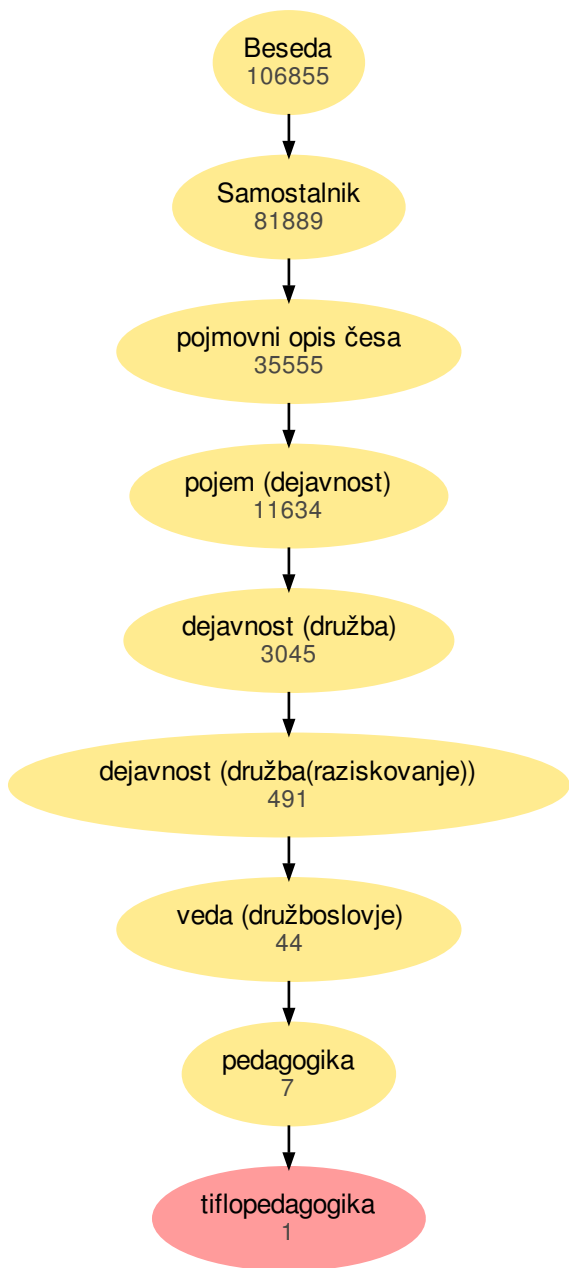 Beseda
106855
Samostalnik
81889
pojmovni opis česa
35555
pojem (dejavnost)
11634
dejavnost (družba)
3045
dejavnost (družba(raziskovanje))
491
veda (družboslovje)
44
pedagogika
7
tiflopedagogika
1